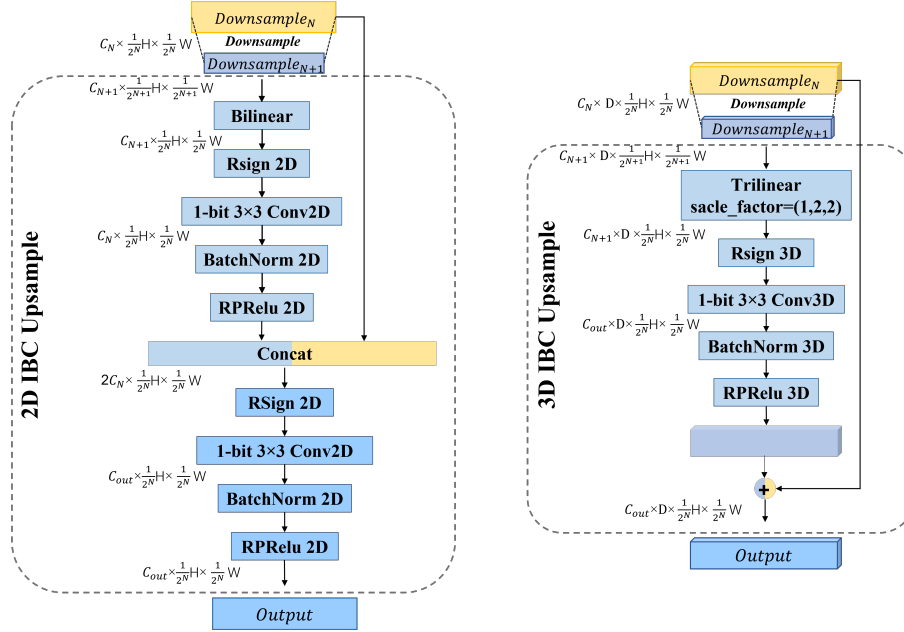 Downsample_N
C_N × 1/2^N H × 1/2^N W
Downsample
Downsample_{N+1}
C_{N+1} × 1/2^{N+1} H × 1/2^{N+1} W
Bilinear
C_{N+1} × 1/2^N H × 1/2^N W
Rsign 2D
1-bit 3×3 Conv2D
C_N × 1/2^N H × 1/2^N W
BatchNorm 2D
RPRelu 2D
Concat
2C_N × 1/2^N H × 1/2^N W
RSign 2D
1-bit 3×3 Conv2D
C_out × 1/2^N H × 1/2^N W
BatchNorm 2D
RPRelu 2D
C_out × 1/2^N H × 1/2^N W
Output
2D IBC Upsample
Downsample_N
C_N × D × 1/2^N H × 1/2^N W
Downsample
Downsample_{N+1}
C_{N+1} × D × 1/2^{N+1} H × 1/2^{N+1} W
Trilinear
sacle_factor=(1,2,2)
C_{N+1} × D × 1/2^N H × 1/2^N W
Rsign 3D
1-bit 3×3 Conv3D
C_out × D × 1/2^N H × 1/2^N W
BatchNorm 3D
RPRelu 3D
+
C_out × D × 1/2^N H × 1/2^N W
Output
3D IBC Upsample